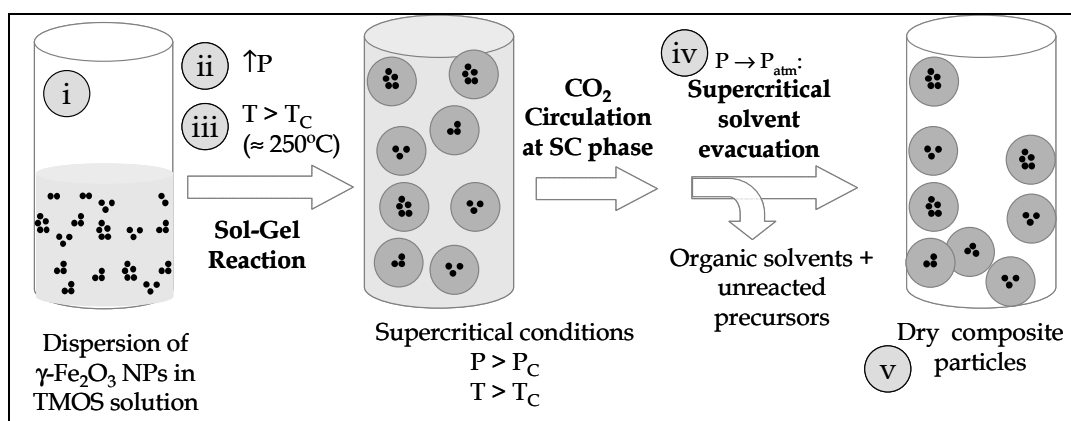 i
ii
↑P
iii
T > T_C
(≈ 250ºC)
Sol-Gel
Reaction
Dispersion of
γ-Fe₂O₃ NPs in
TMOS solution
Supercritical conditions
P > P_C
T > T_C
CO₂
Circulation
at SC phase
iv
P → P_atm:
Supercritical
solvent
evacuation
Organic solvents +
unreacted
precursors
Dry composite
particles
v